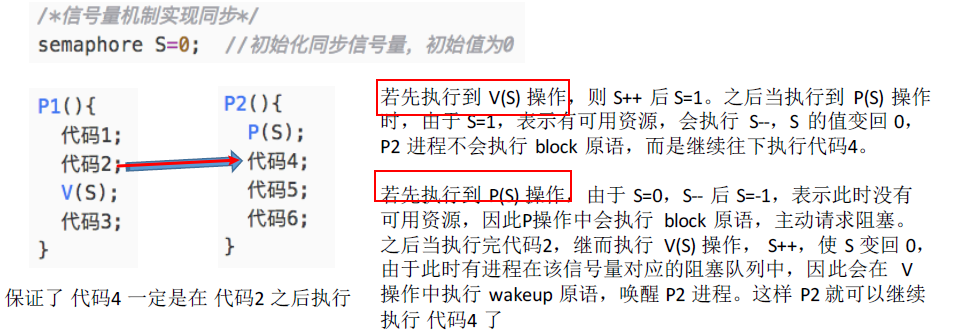 /*信号量机制实现同步*/
semaphore S=0;  //初始化同步信号量，初始值为0
P1(){
代码1;
代码2;
V(S);
代码3;
}
P2(){
P(S);
代码4;
代码5;
代码6;
}
保证了 代码4 一定是在 代码2 之后执行
若先执行到 V(S) 操作，则 S++ 后 S=1。之后当执行到 P(S) 操作
时，由于 S=1，表示有可用资源，会执行 S--，S 的值变回 0，
P2 进程不会执行 block 原语，而是继续往下执行代码4。
若先执行到 P(S) 操作，由于 S=0，S-- 后 S=-1，表示此时没有
可用资源，因此P操作中会执行 block 原语，主动请求阻塞。
之后当执行完代码2，继而执行 V(S) 操作， S++，使 S 变回 0，
由于此时有进程在该信号量对应的阻塞队列中，因此会在 V
操作中执行 wakeup 原语，唤醒 P2 进程。这样 P2 就可以继续
执行 代码4 了